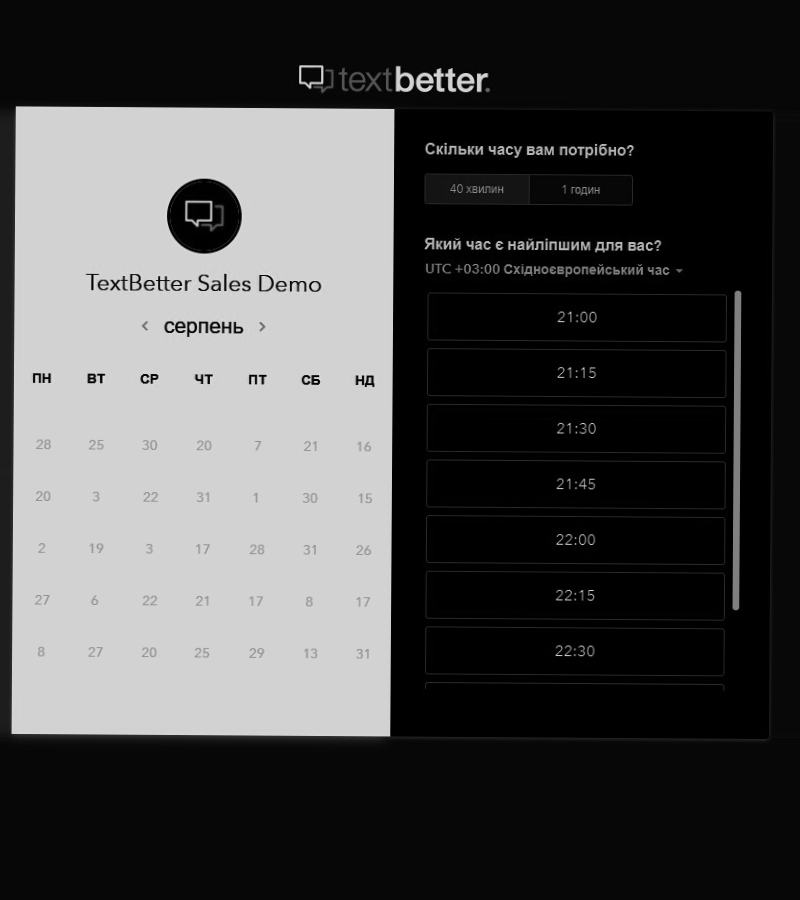 textbetter.
TextBetter Sales Demo
серпень
ПН ВТ СР ЧТ ПТ СБ НД
28 25 30 20 7 21 16
20 3 22 31 1 30 15
2 19 3 17 28 31 26
27 6 22 21 17 8 17
8 27 20 25 29 13 31
Скільки часу вам потрібно?
40 хвилин 1 годин
Який час є найліпшим для вас?
UTC +03:00 Східноєвропейський час
21:00
21:15
21:30
21:45
22:00
22:15
22:30